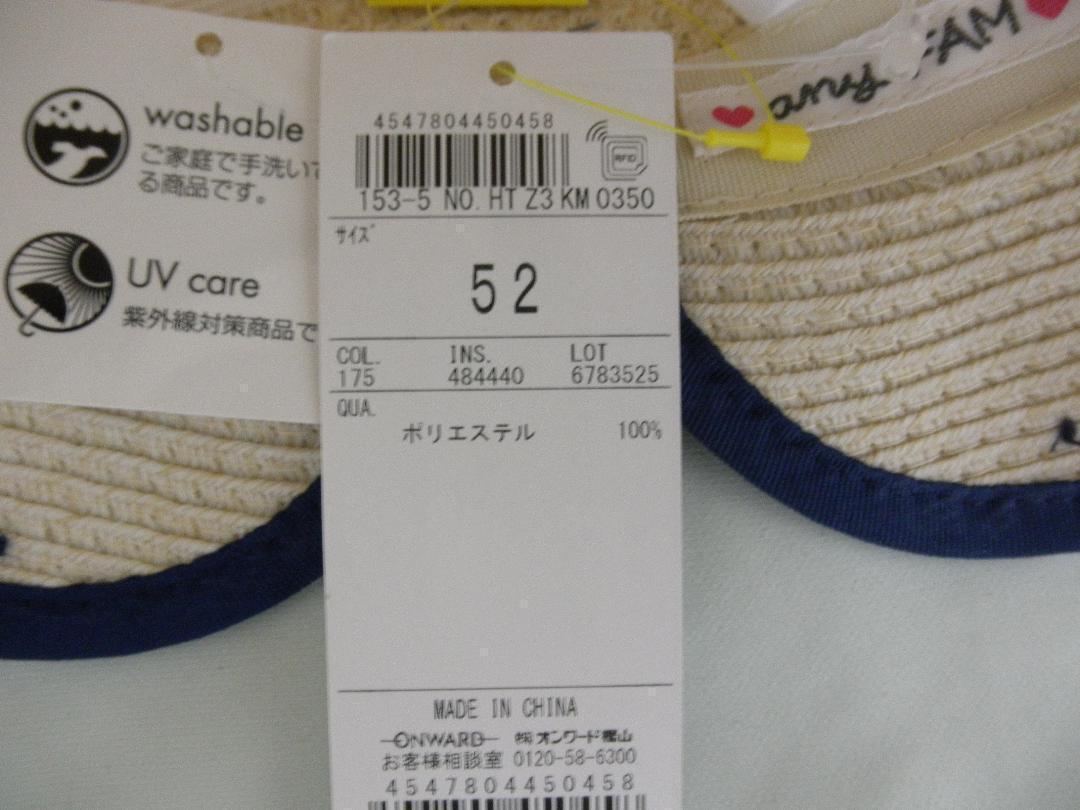 washable
ご家庭で手洗いで
る商品です。
UV care
紫外線対策商品で
4547804450458
RFID
153-5 NO. HT Z3 KM 0350
サイズ
52
COL. INS. LOT
175 484440 6783525
QUA.
ポリエステル 100%
MADE IN CHINA
ONWARD ㈱オンワード樫山
お客様相談室 0120-58-6300
4547804450458
any FAM